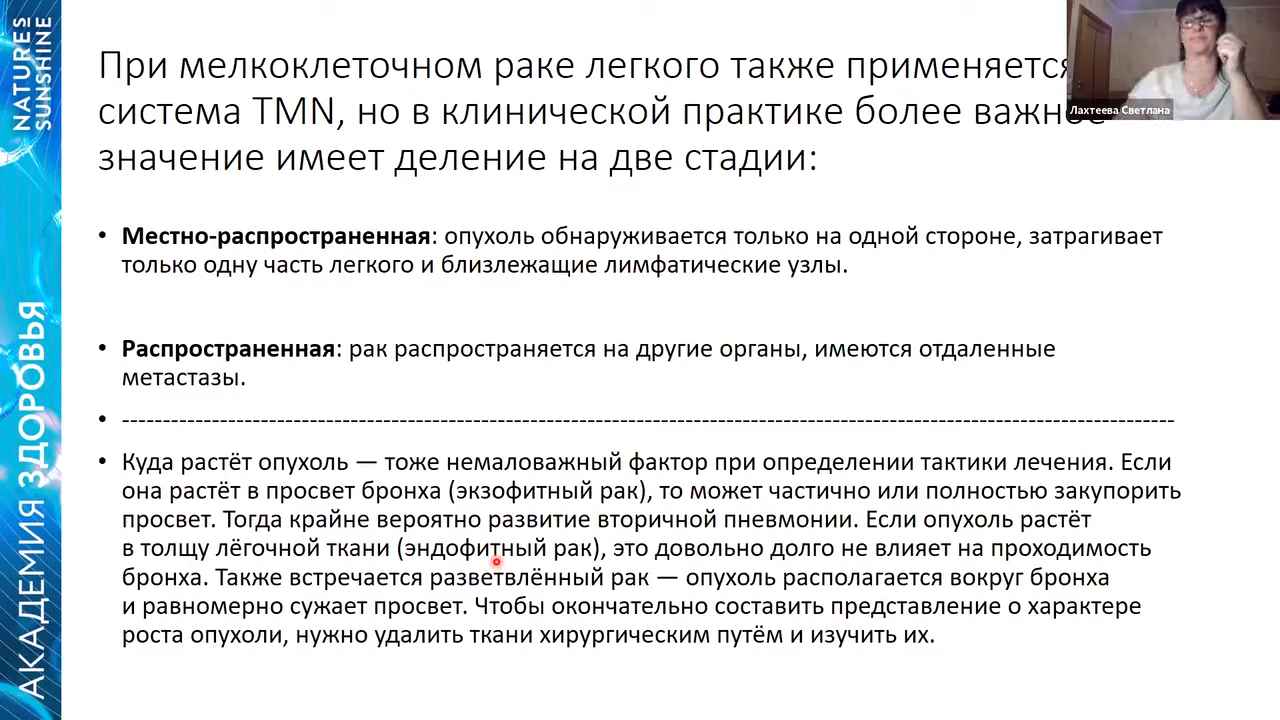 NATURE'S
SUNSHINE
АКАДЕМИЯ ЗДОРОВЬЯ
При мелкоклеточном раке легкого также применяется
система TMN, но в клинической практике более важное
значение имеет деление на две стадии:
Лахтеева Светлана
• Местно-распространенная: опухоль обнаруживается только на одной стороне, затрагивает
только одну часть легкого и близлежащие лимфатические узлы.
• Распространенная: рак распространяется на другие органы, имеются отдаленные
метастазы.
• ----------------------------------------------------------------------------------------------------------------------------------
• Куда растёт опухоль — тоже немаловажный фактор при определении тактики лечения. Если
она растёт в просвет бронха (экзофитный рак), то может частично или полностью закупорить
просвет. Тогда крайне вероятно развитие вторичной пневмонии. Если опухоль растёт
в толщу лёгочной ткани (эндофитный рак), это довольно долго не влияет на проходимость
бронха. Также встречается разветвлённый рак — опухоль располагается вокруг бронха
и равномерно сужает просвет. Чтобы окончательно составить представление о характере
роста опухоли, нужно удалить ткани хирургическим путём и изучить их.